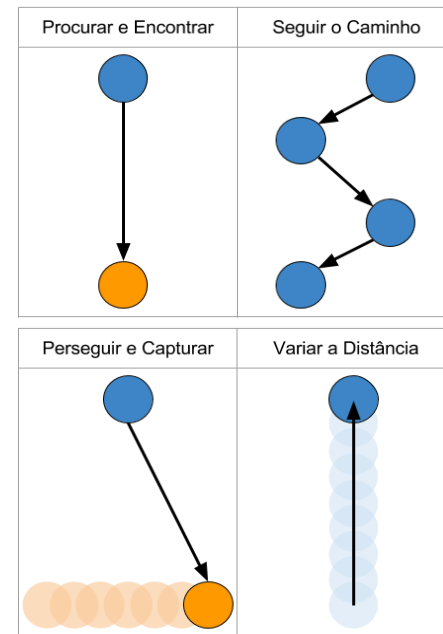 Procurar e Encontrar
Seguir o Caminho
Perseguir e Capturar
Variar a Distância